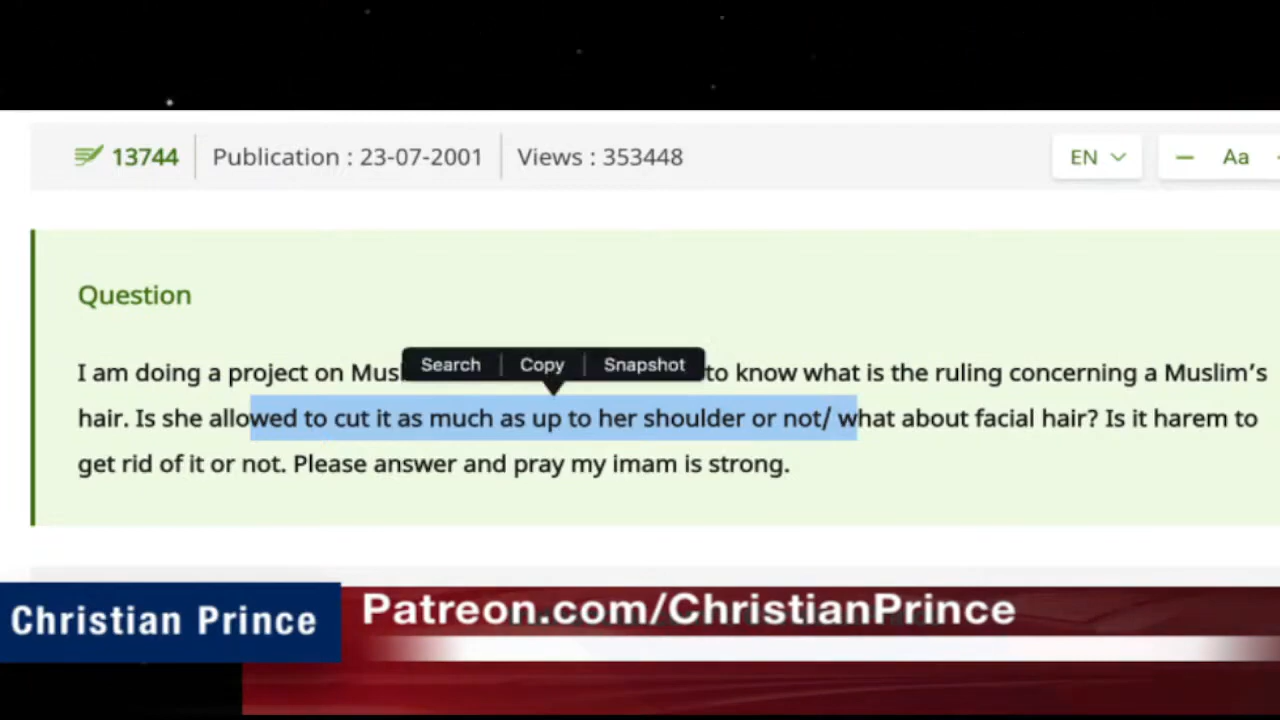 13744 Publication : 23-07-2001 Views : 353448 EN Aa
Question
Search Copy Snapshot
I am doing a project on Mus to know what is the ruling concerning a Muslim's
hair. Is she allowed to cut it as much as up to her shoulder or not/ what about facial hair? Is it harem to
get rid of it or not. Please answer and pray my imam is strong.
Christian Prince
Patreon.com/ChristianPrince